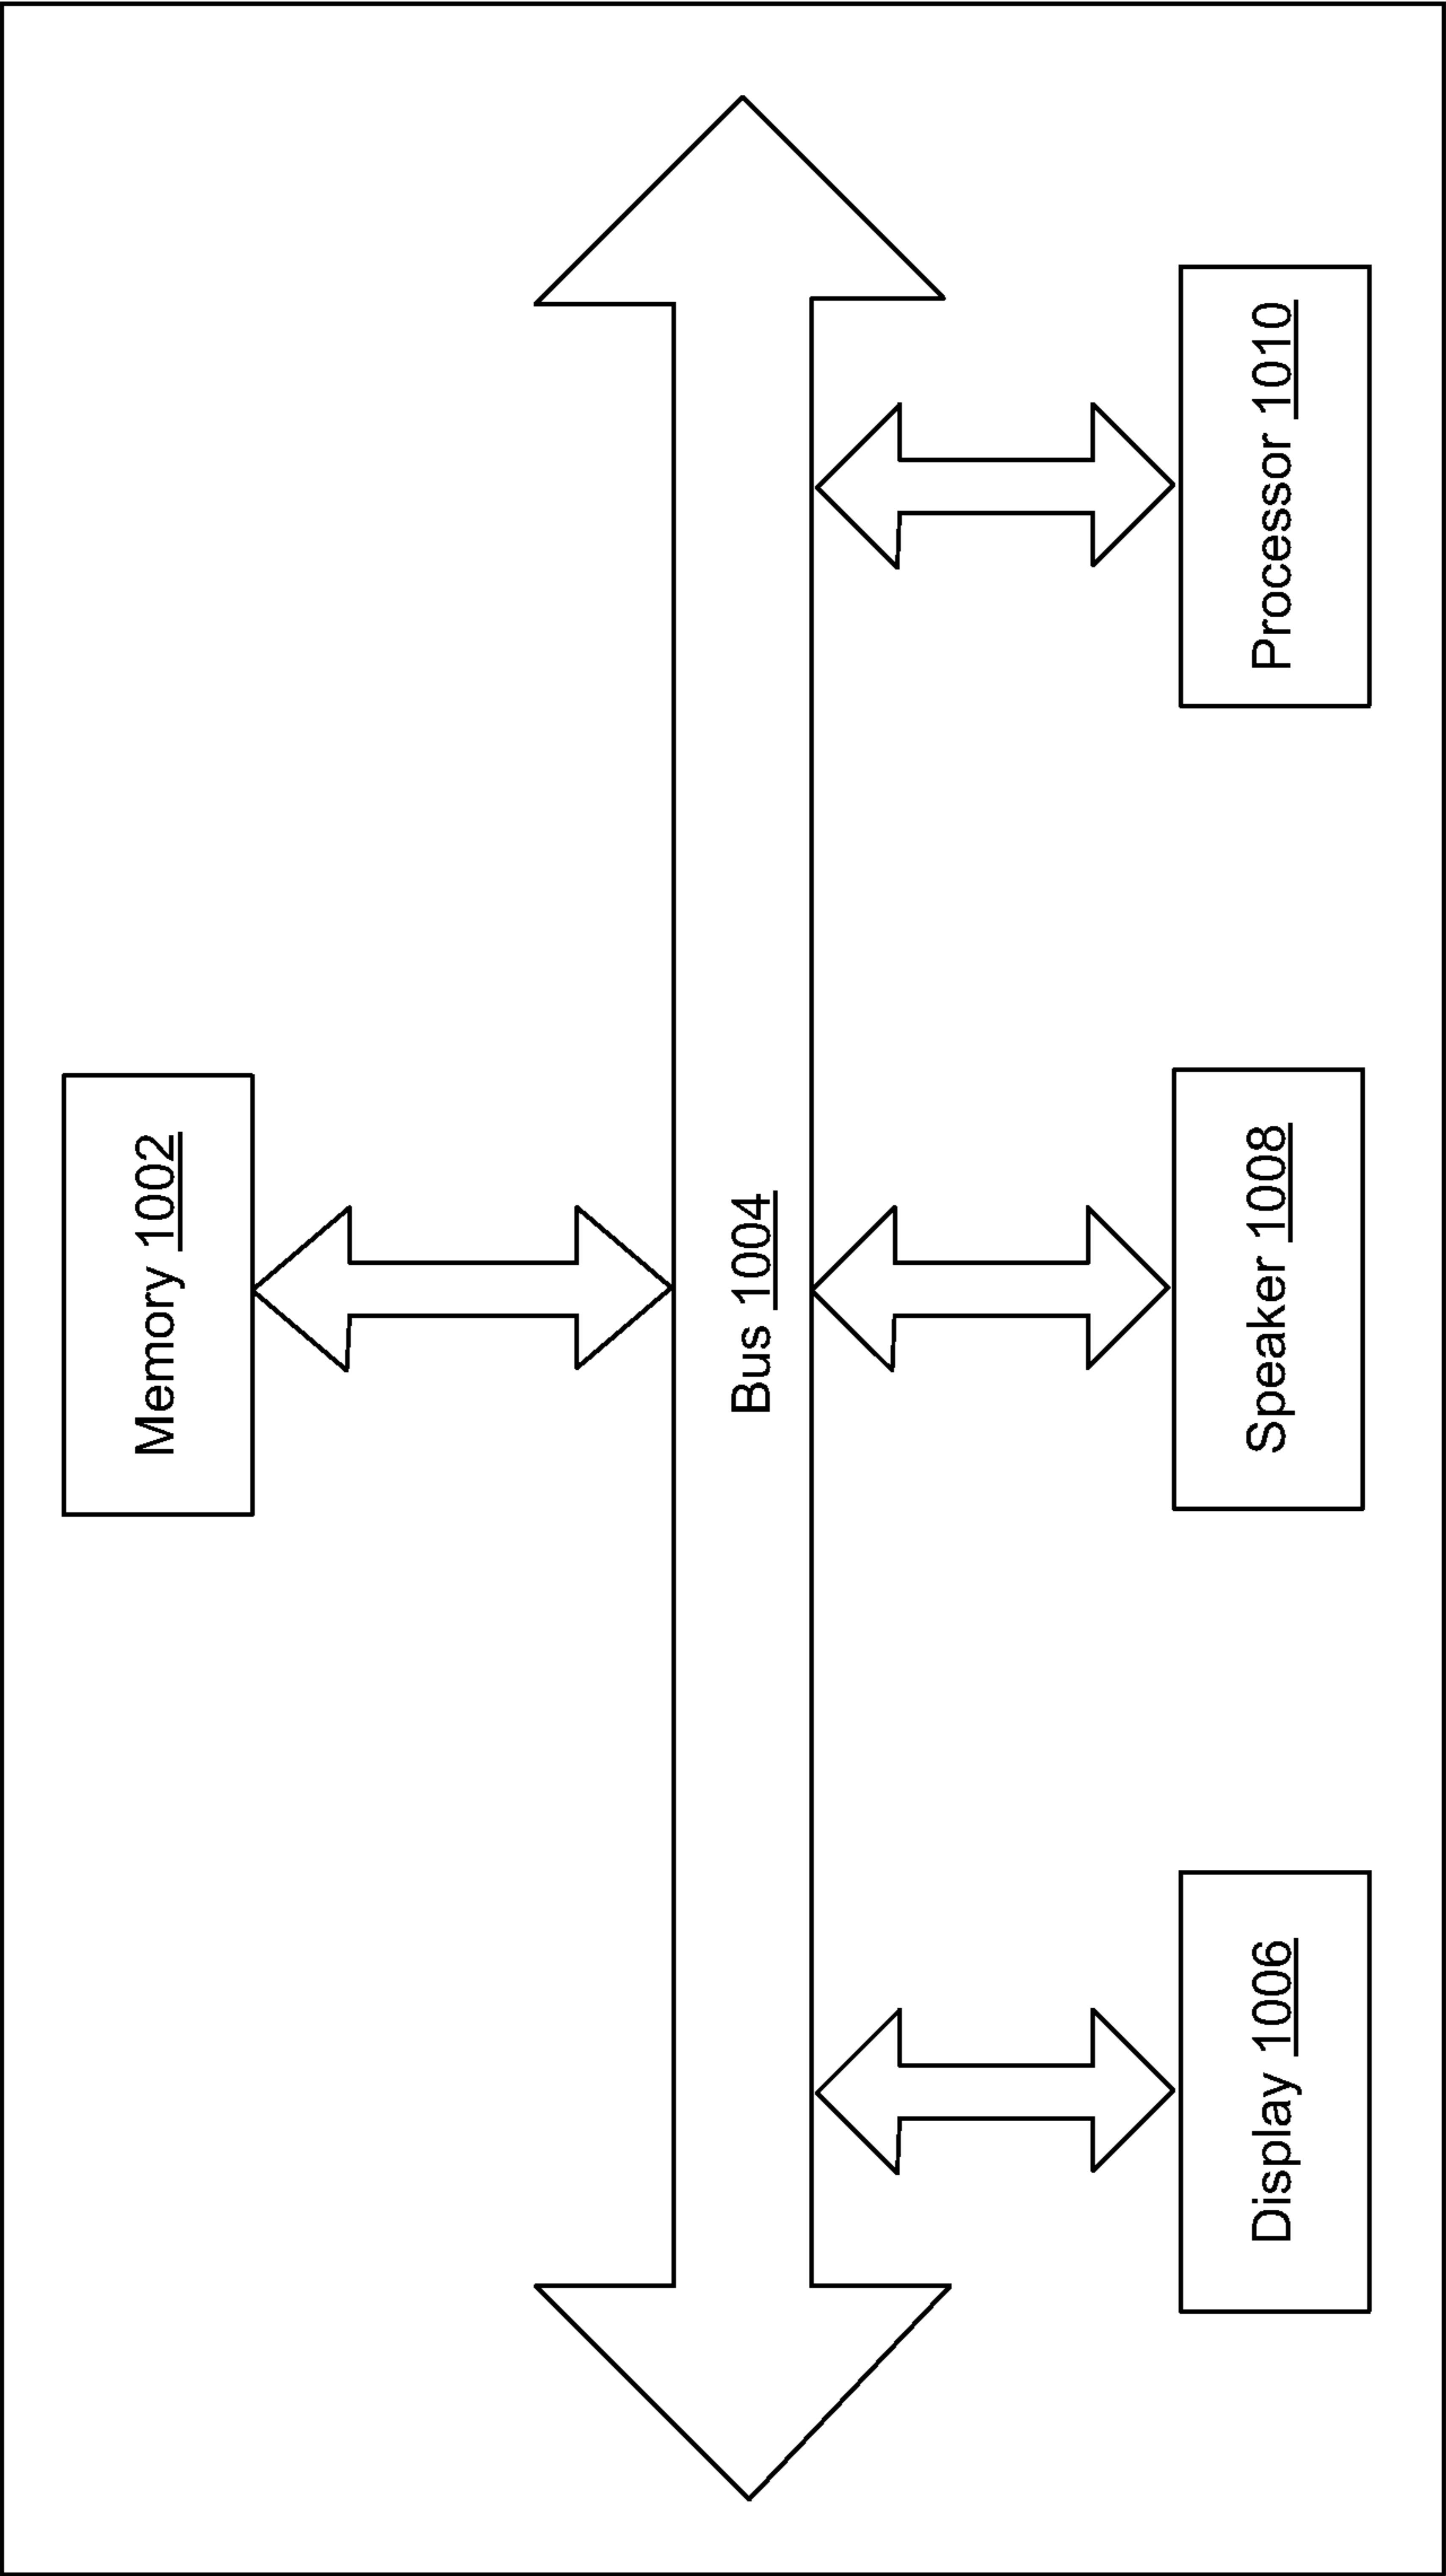 Memory 1002
Bus 1004
Display 1006
Speaker 1008
Processor 1010